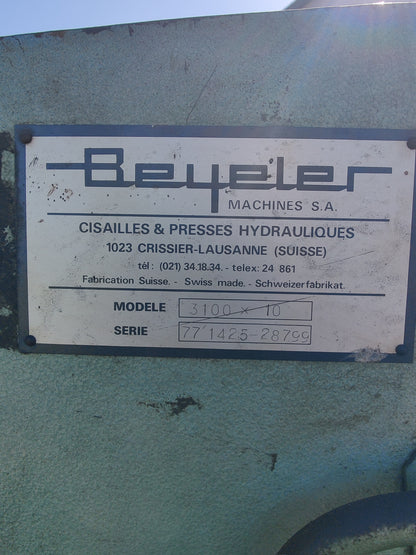 Beyeler
MACHINES S.A.
CISAILLES & PRESSES HYDRAULIQUES
1023 CRISSIER-LAUSANNE (SUISSE)
tél: (021) 34.18.34. - telex: 24 861
Fabrication Suisse. - Swiss made. - Schweizerfabrikat.
MODELE 3100 x 10
SERIE 77'1425-28799